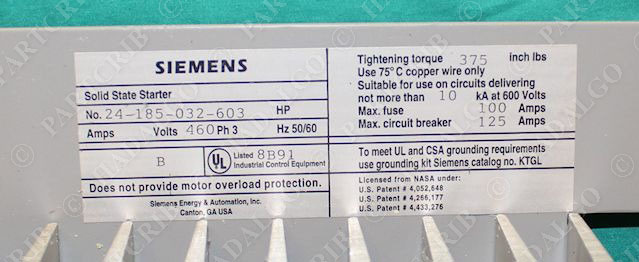 SIEMENS
Solid State Starter
No. 24-185-032-603 HP
Amps Volts 460 Ph 3 Hz 50/60
B UL Listed 8B91
Industrial Control Equipment
Does not provide motor overload protection.
Siemens Energy & Automation, Inc.
Canton, GA USA
Tightening torque 375 inch lbs
Use 75°C copper wire only
Suitable for use on circuits delivering
not more than 10 kA at 600 Volts
Max. fuse 100 Amps
Max. circuit breaker 125 Amps
To meet UL and CSA grounding requirements
use grounding kit Siemens catalog no. KTGL
Licensed from NASA under:
U.S. Patent # 4,052,648
U.S. Patent # 4,266,177
U.S. Patent # 4,433,276
PARTCRIB
HADALGO